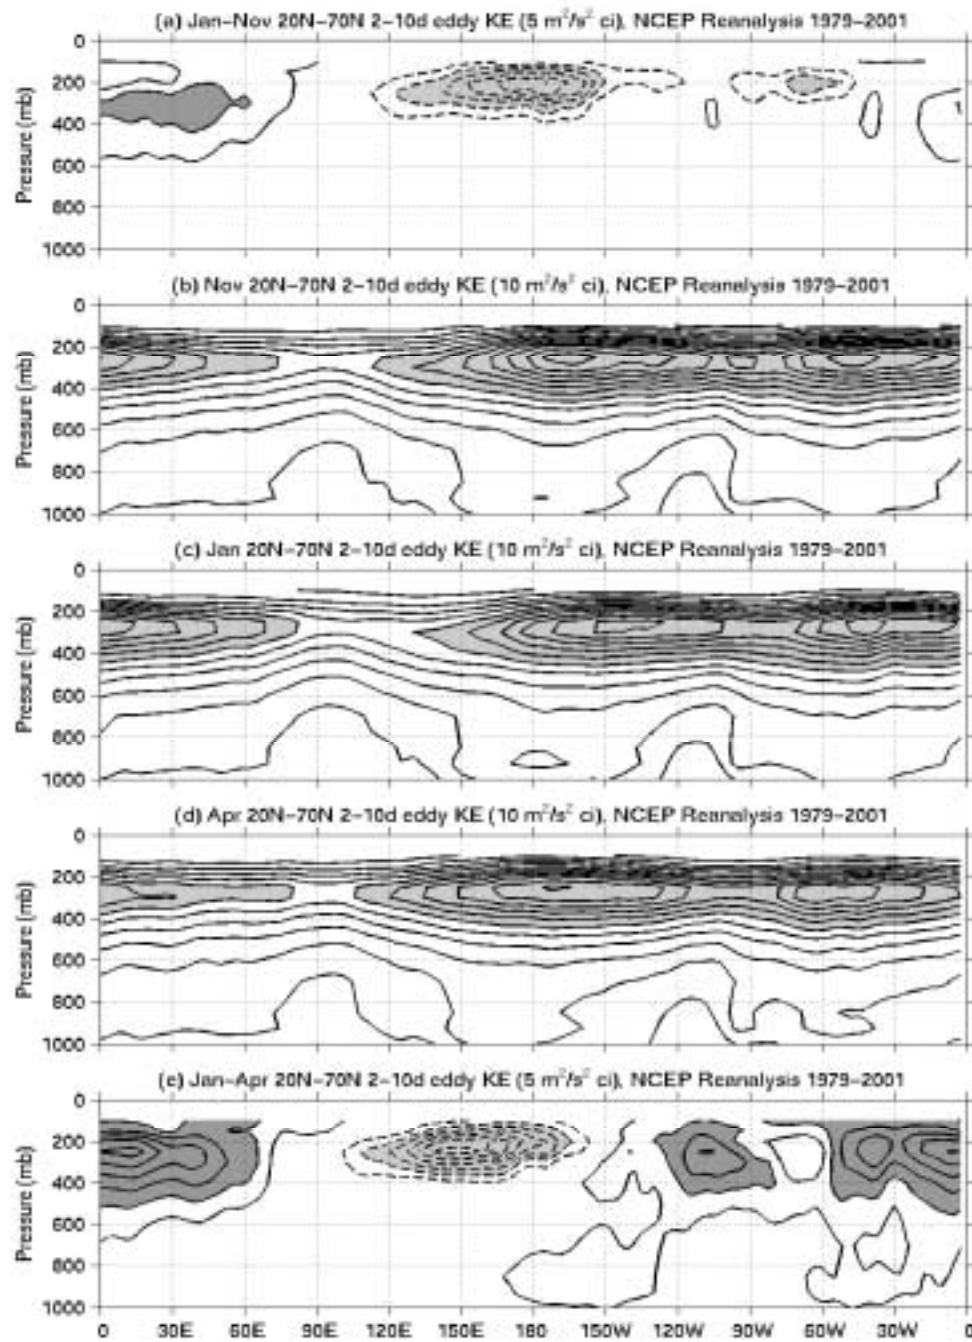 (a) Jan–Nov 20N–70N 2–10d eddy KE (5 m²/s² ci), NCEP Reanalysis 1979–2001
0
200
400
600
800
1000
Pressure (mb)
(b) Nov 20N–70N 2–10d eddy KE (10 m²/s² ci), NCEP Reanalysis 1979–2001
0
200
400
600
800
1000
Pressure (mb)
(c) Jan 20N–70N 2–10d eddy KE (10 m²/s² ci), NCEP Reanalysis 1979–2001
0
200
400
600
800
1000
Pressure (mb)
(d) Apr 20N–70N 2–10d eddy KE (10 m²/s² ci), NCEP Reanalysis 1979–2001
0
200
400
600
800
1000
Pressure (mb)
(e) Jan–Apr 20N–70N 2–10d eddy KE (5 m²/s² ci), NCEP Reanalysis 1979–2001
0
200
400
600
800
1000
Pressure (mb)
0 30E 60E 90E 120E 150E 180 150W 120W 90W 60W 30W 0